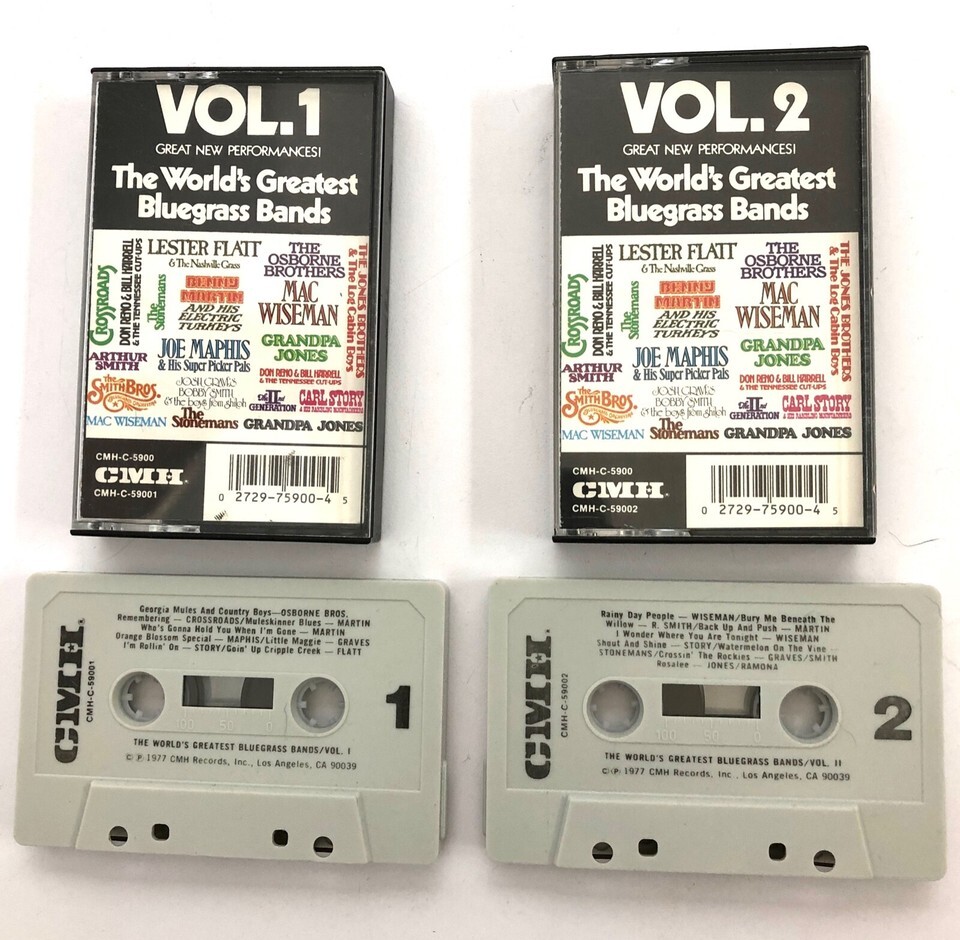 VOL.1
GREAT NEW PERFORMANCES!
The World's Greatest
Bluegrass Bands
CROSSROADS
DON RENO & BILL HARRELL
& THE TENNESSEE CUT-UPS
The Stonemans
LESTER FLATT
& The Nashville Grass
BENNY
MARTIN
AND HIS
ELECTRIC
TURKEYS
THE
OSBORNE
BROTHERS
MAC
WISEMAN
THE JONES BROTHERS
& The Log Cabin Boys
ARTHUR
SMITH
JOE MAPHIS
& His Super Picker Pals
GRANDPA
JONES
DON RENO & BILL HARRELL
& THE TENNESSEE CUT-UPS
The
SMITH BROS.
JOSH GRAVES
BOBBY SMITH
& the boys from shiloh
The IInd
GENERATION
CARL STORY
& HIS RAMBLING MOUNTAINEERS
MAC WISEMAN
The
Stonemans
GRANDPA JONES
CMH-C-5900
CMH
CMH-C-59001
0 2729-75900-4 5
VOL. 2
GREAT NEW PERFORMANCES!
The World's Greatest
Bluegrass Bands
CROSSROADS
DON RENO & BILL HARRELL
& THE TENNESSEE CUT-UPS
The Stonemans
LESTER FLATT
& The Nashville Grass
BENNY
MARTIN
AND HIS
ELECTRIC
TURKEYS
THE
OSBORNE
BROTHERS
MAC
WISEMAN
THE JONES BROTHERS
& The Log Cabin Boys
ARTHUR
SMITH
JOE MAPHIS
& His Super Picker Pals
GRANDPA
JONES
DON RENO & BILL HARRELL
& THE TENNESSEE CUT-UPS
The
SMITH BROS.
JOSH GRAVES
BOBBY SMITH
& the boys from shiloh
The IInd
GENERATION
CARL STORY
& HIS RAMBLING MOUNTAINEERS
MAC WISEMAN
The
Stonemans
GRANDPA JONES
CMH-C-5900
CMH
CMH-C-59002
0 2729-75900-4 5
Georgia Mules And Country Boys—OSBORNE BROS.
Remembering — CROSSROADS/Muleskinner Blues — MARTIN
Who's Gonna Hold You When I'm Gone — MARTIN
Orange Blossom Special — MAPHIS/Little Maggie — GRAVES
I'm Rollin' On — STORY/Goin' Up Cripple Creek — FLATT
CMH
CMH-C-59001
1
100 50 0
THE WORLD'S GREATEST BLUEGRASS BANDS/VOL. I
© ℗ 1977 CMH Records, Inc., Los Angeles, CA 90039
Rainy Day People — WISEMAN/Bury Me Beneath The
Willow — R. SMITH/Back Up And Push — MARTIN
I Wonder Where You Are Tonight — WISEMAN
Shout And Shine — STORY/Watermelon On The Vine —
STONEMANS/Crossin' The Rockies — GRAVES/SMITH
Rosalee — JONES/RAMONA
CMH
CMH-C-59002
2
100 50 0
THE WORLD'S GREATEST BLUEGRASS BANDS/VOL. II
© ℗ 1977 CMH Records, Inc., Los Angeles, CA 90039